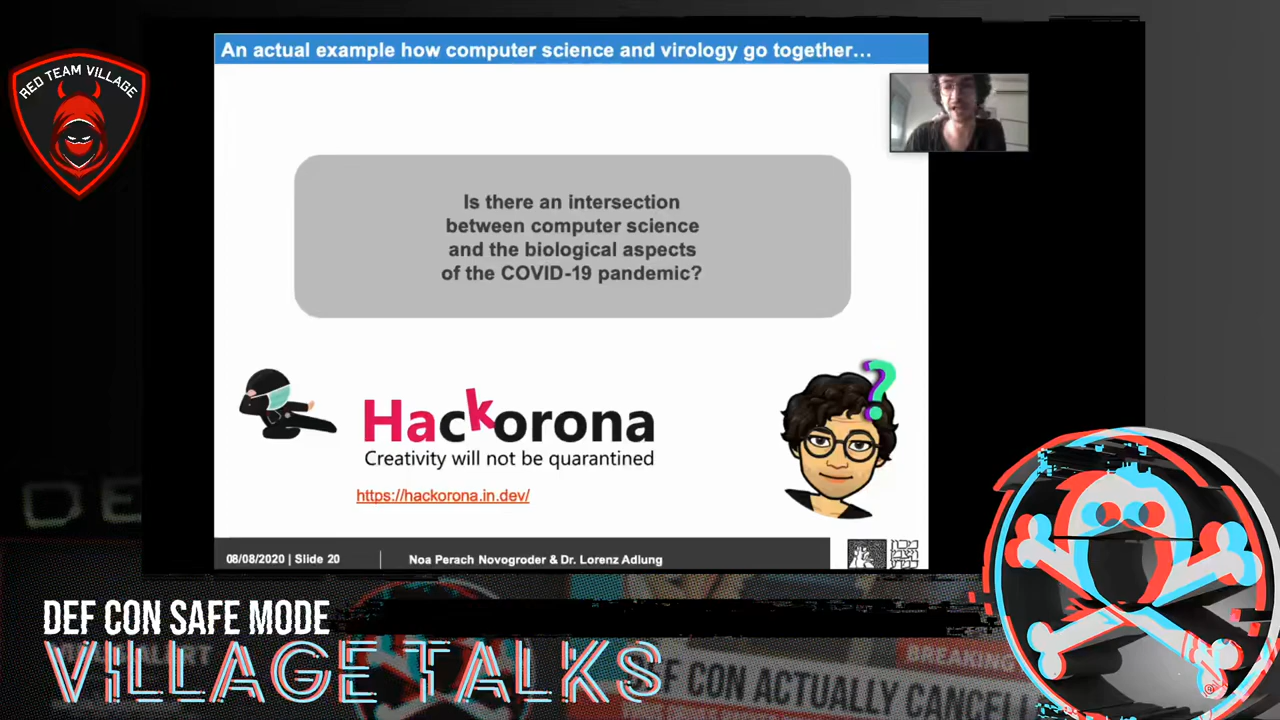 An actual example how computer science and virology go together…
RED TEAM VILLAGE
Is there an intersection
between computer science
and the biological aspects
of the COVID-19 pandemic?
Hackorona
Creativity will not be quarantined
https://hackorona.in.dev/
08/08/2020 | Slide 20
Noa Perach Novogroder & Dr. Lorenz Adlung
DEF CON SAFE MODE
VILLAGE TALKS
BREAKING
DEF CON ACTUALLY CANCELL